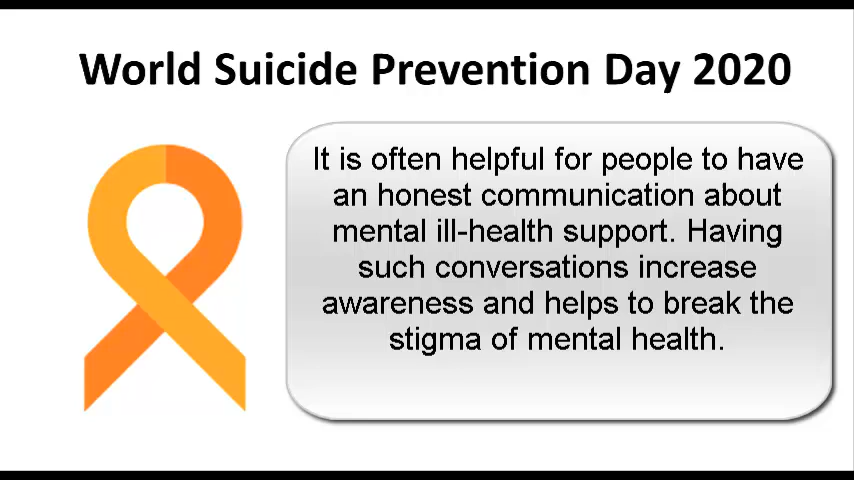 World Suicide Prevention Day 2020
It is often helpful for people to have
an honest communication about
mental ill-health support. Having
such conversations increase
awareness and helps to break the
stigma of mental health.